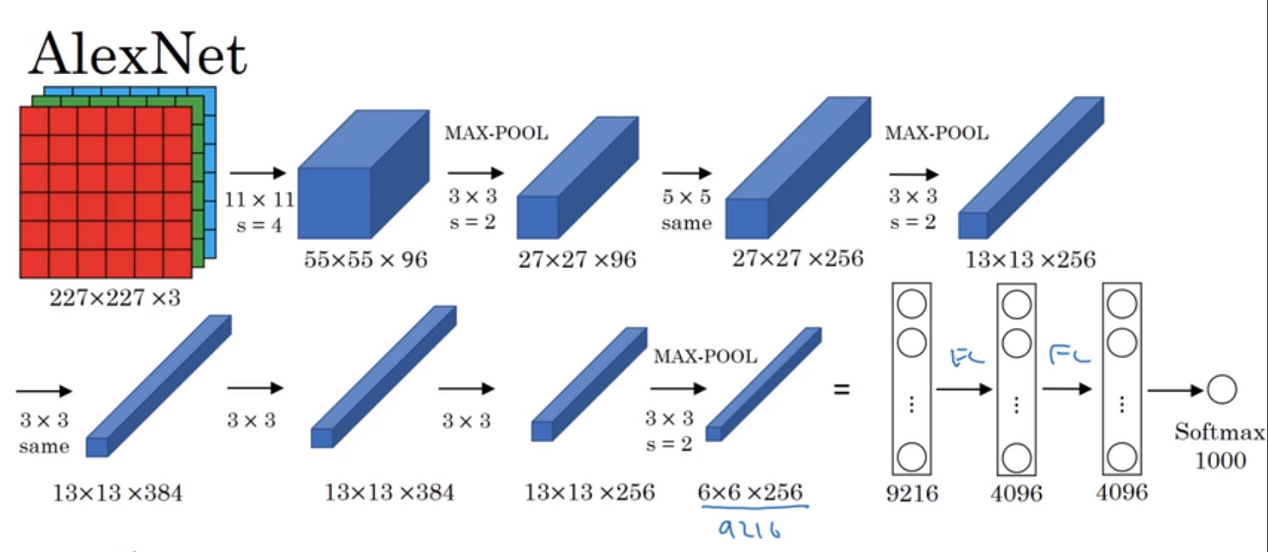 AlexNet
11 × 11
s = 4
MAX-POOL
3 × 3
s = 2
5 × 5
same
MAX-POOL
3 × 3
s = 2
227×227 ×3
55×55 × 96
27×27 ×96
27×27 ×256
13×13 ×256
3 × 3
same
3 × 3
3 × 3
MAX-POOL
3 × 3
s = 2
=
FC
FC
Softmax
1000
13×13 ×384
13×13 ×384
13×13 ×256
6×6 ×256
9216
9216
4096
4096